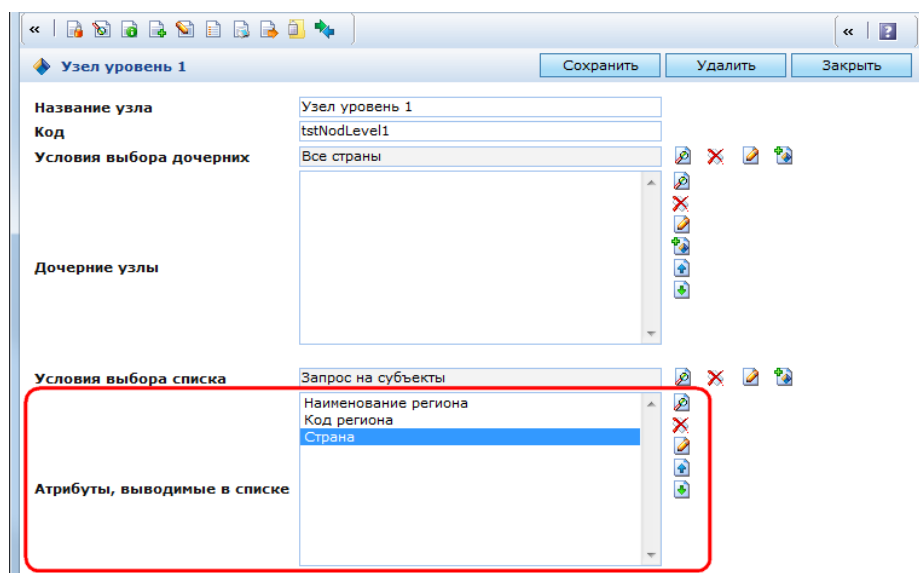 «
«
?
Узел уровень 1
Сохранить
Удалить
Закрыть
Название узла
Узел уровень 1
Код
tstNodLevel1
Условия выбора дочерних
Все страны
Дочерние узлы
Условия выбора списка
Запрос на субъекты
Атрибуты, выводимые в списке
Наименование региона
Код региона
Страна